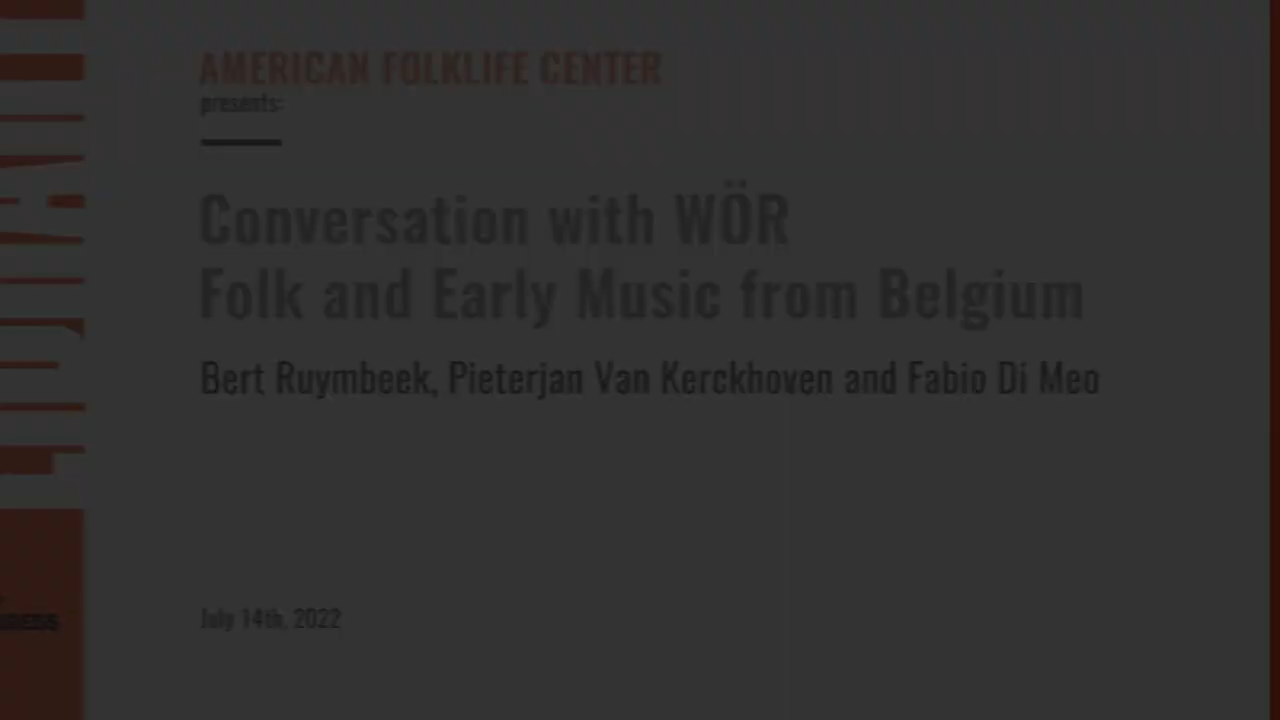 AMERICAN FOLKLIFE CENTER
presents:
Conversation with WÖR
Folk and Early Music from Belgium
Bert Ruymbeek, Pieterjan Van Kerckhoven and Fabio Di Meo
July 14th, 2022